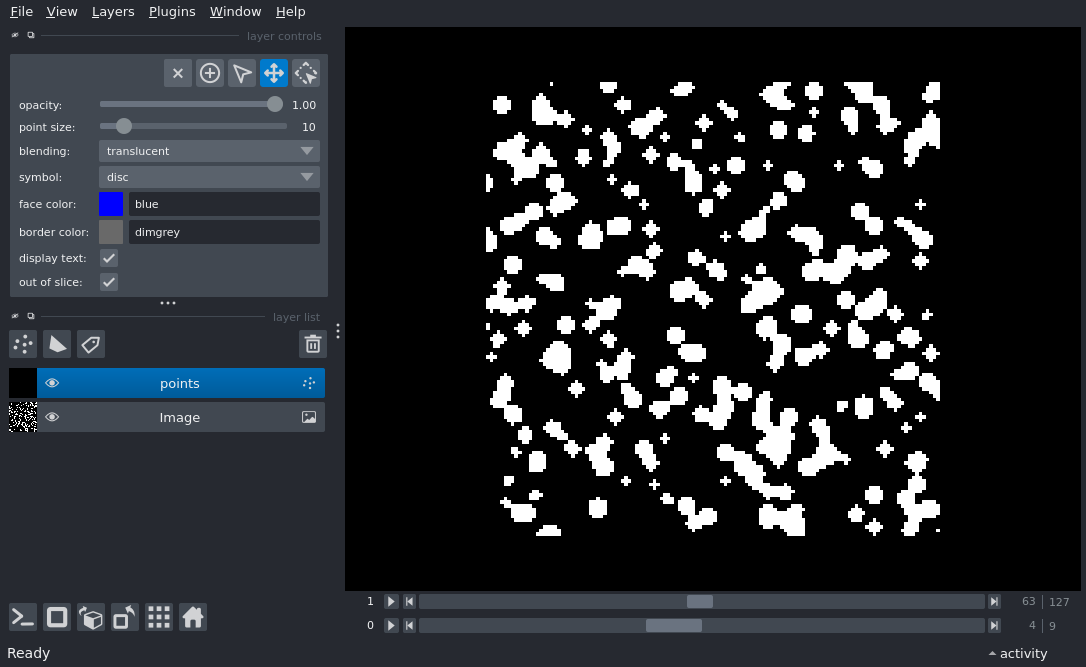 File View Layers Plugins Window Help
layer controls
opacity: 1.00
point size: 10
blending: translucent
symbol: disc
face color: blue
border color: dimgrey
display text:
out of slice:
layer list
points
Image
1 63 127
0 4 9
Ready activity